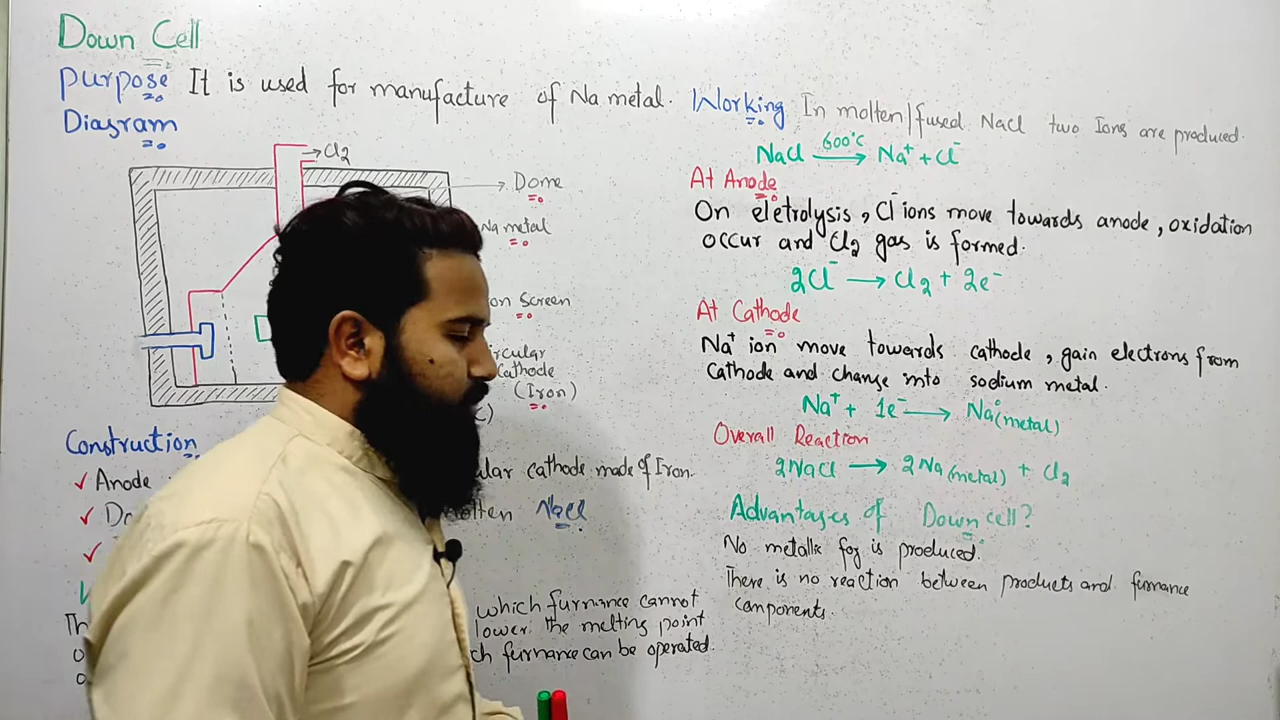 Down Cell
Purpose It is used for manufacture of Na metal.
Diagram
Cl2
Dome
Na metal
on Screen
rcular
Cathode
(Iron)
C)
Construction
✓ Anode
ular cathode made of Iron.
✓ Do
olten NaCl
✓
Th
which furnance cannot
lower the melting point
ch furnance can be operated.
Working In molten/fused NaCl two Ions are produced.
NaCl 600°C → Na⁺ + Cl⁻
At Anode
On eletrolysis, Cl⁻ ions move towards anode, oxidation
occur and Cl2 gas is formed.
2Cl⁻ → Cl2 + 2e⁻
At Cathode
Na⁺ ion move towards cathode, gain electrons from
cathode and change into sodium metal.
Na⁺ + 1e⁻ → Na°(metal)
Overall Reaction
2NaCl → 2Na(metal) + Cl2
Advantages of Down cell?
No metallic fog is produced.
There is no reaction between products and furnance
components.